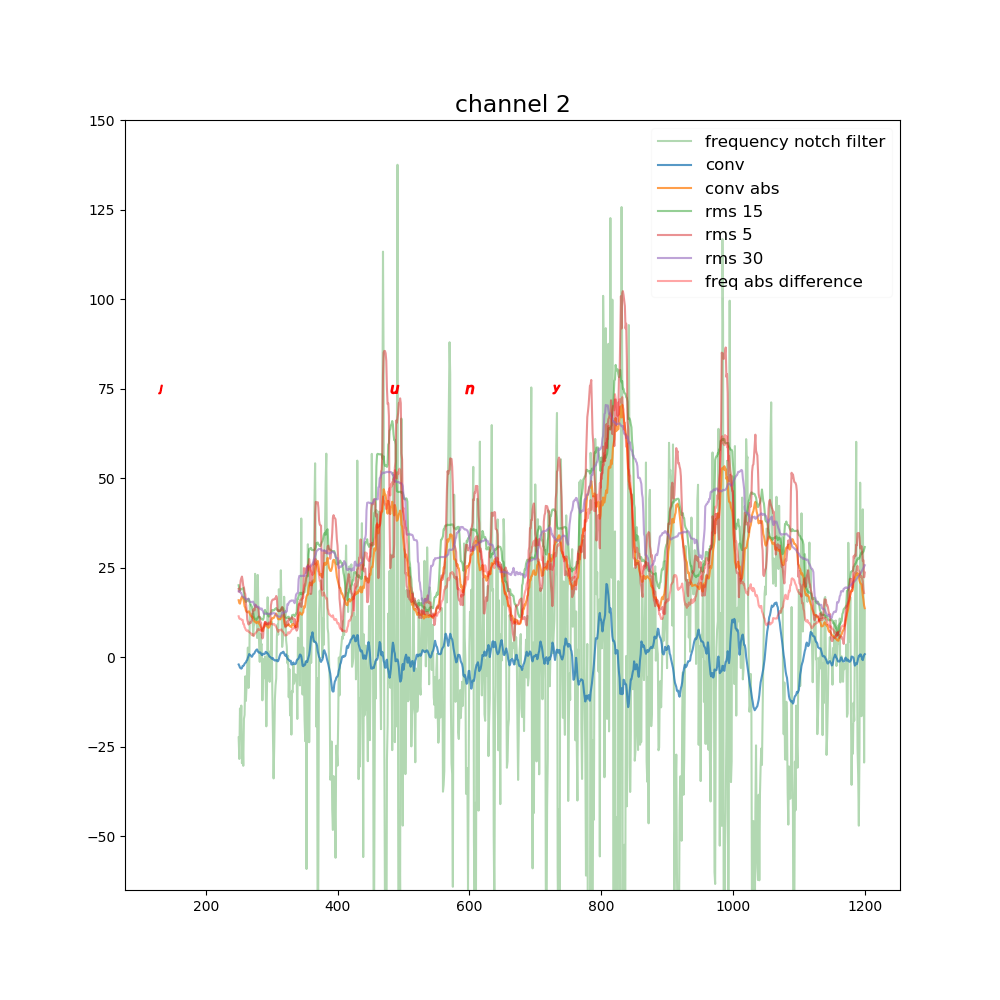 channel 2
150
125
100
75
50
25
0
−25
−50
frequency notch filter
conv
conv abs
rms 15
rms 5
rms 30
freq abs difference
J u n y
200 400 600 800 1000 1200